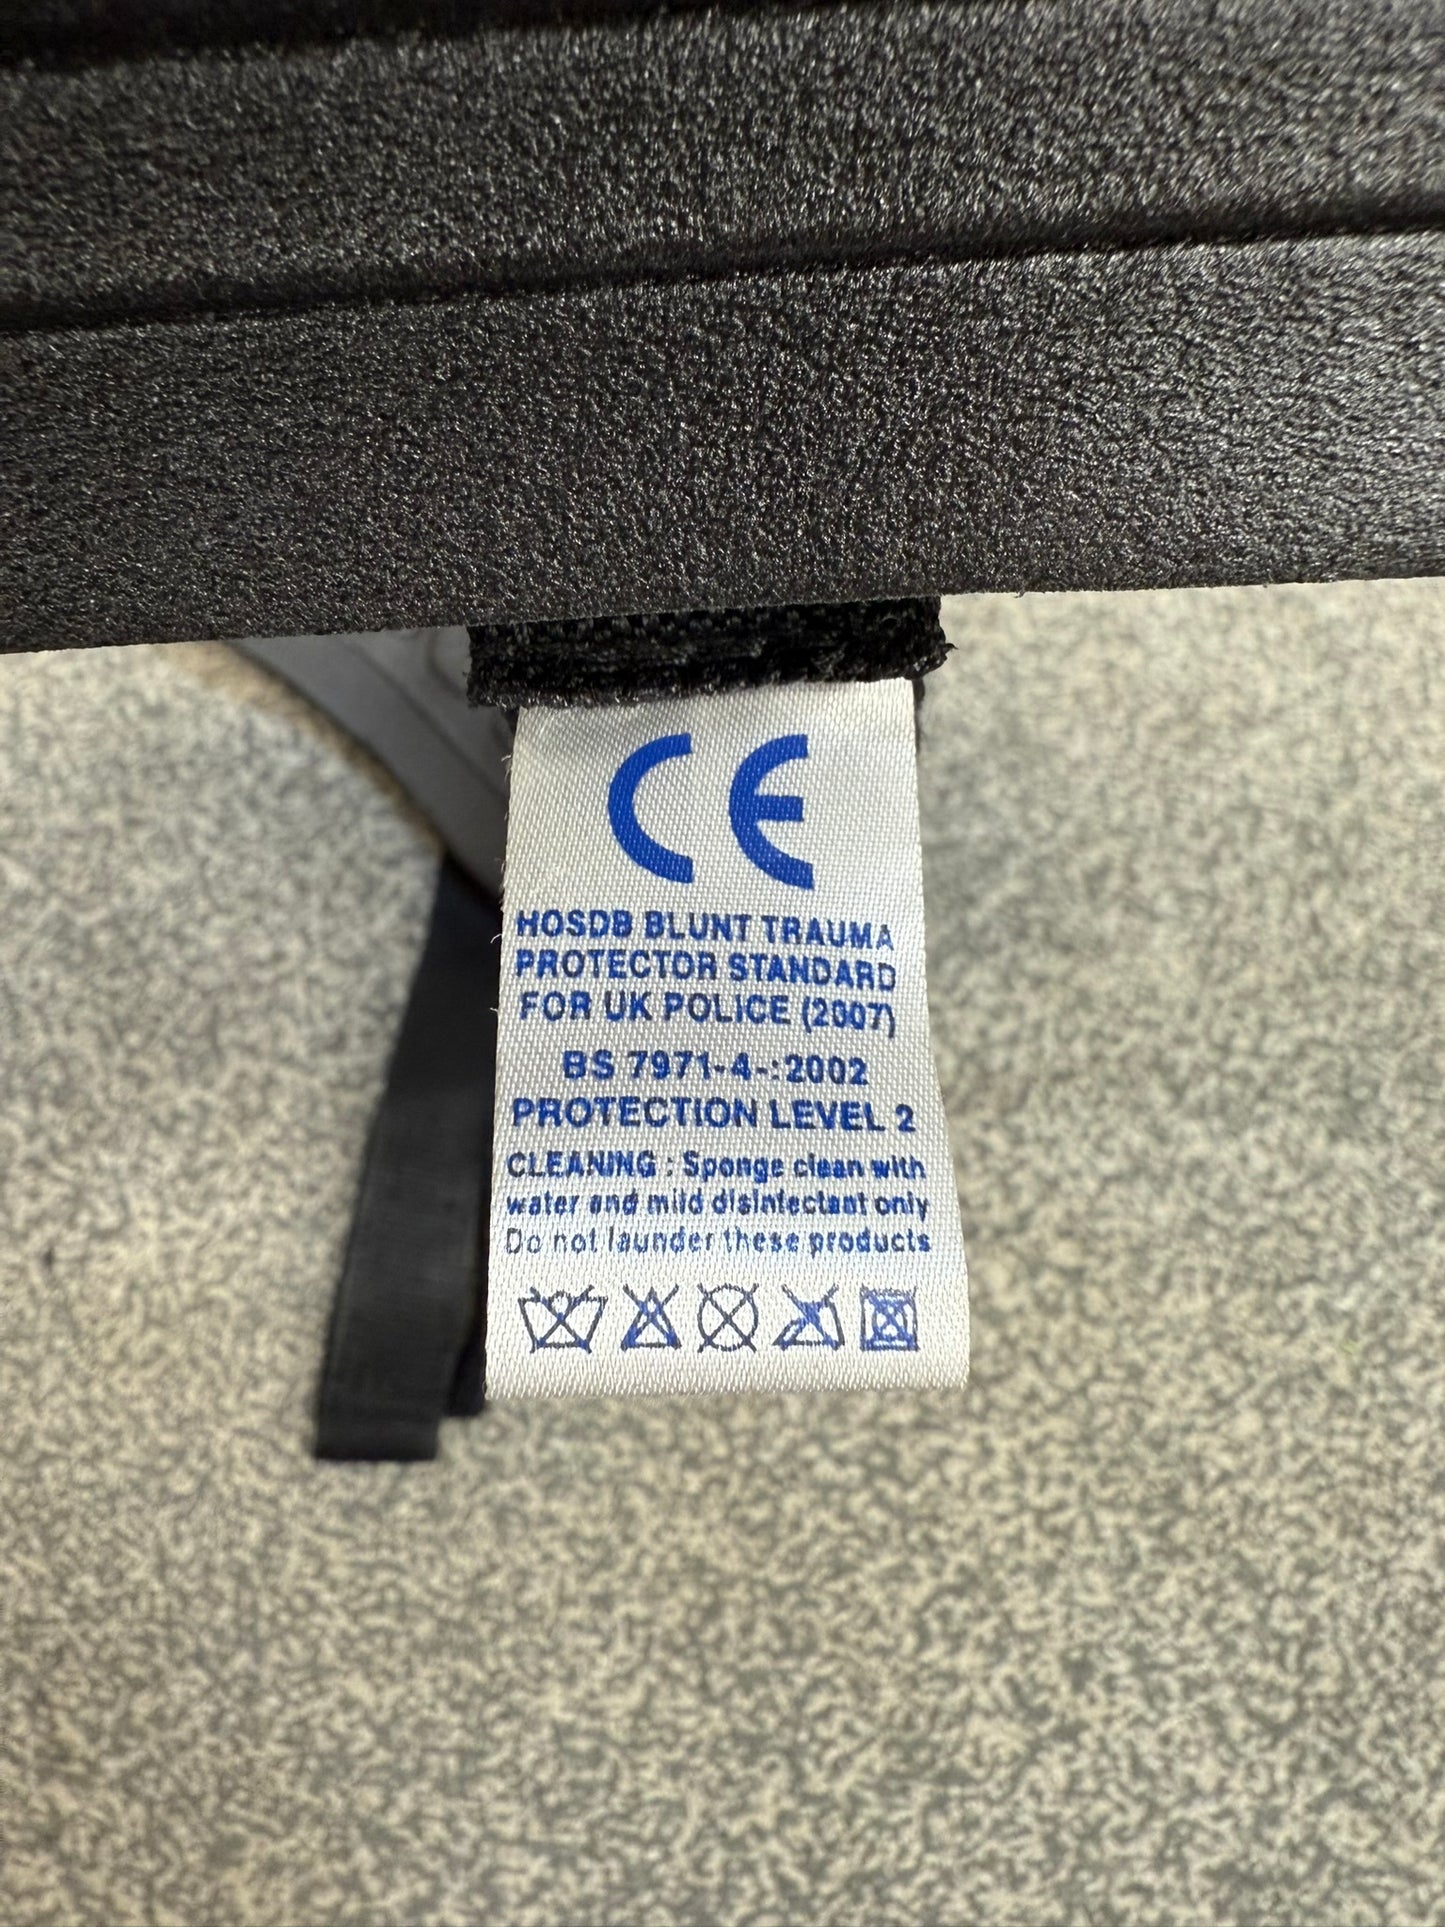 CE
HOSDB BLUNT TRAUMA
PROTECTOR STANDARD
FOR UK POLICE (2007)
BS 7971-4-:2002
PROTECTION LEVEL 2
CLEANING : Sponge clean with
water and mild disinfectant only
Do not launder these products